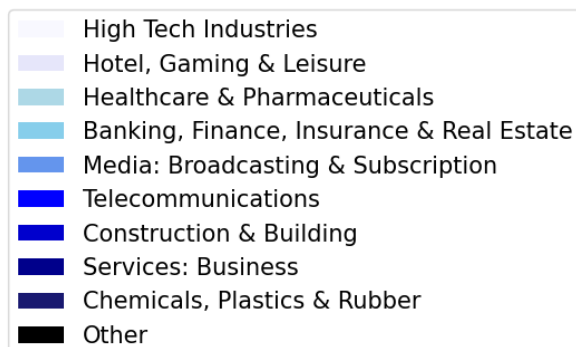 High Tech Industries
Hotel, Gaming & Leisure
Healthcare & Pharmaceuticals
Banking, Finance, Insurance & Real Estate
Media: Broadcasting & Subscription
Telecommunications
Construction & Building
Services: Business
Chemicals, Plastics & Rubber
Other